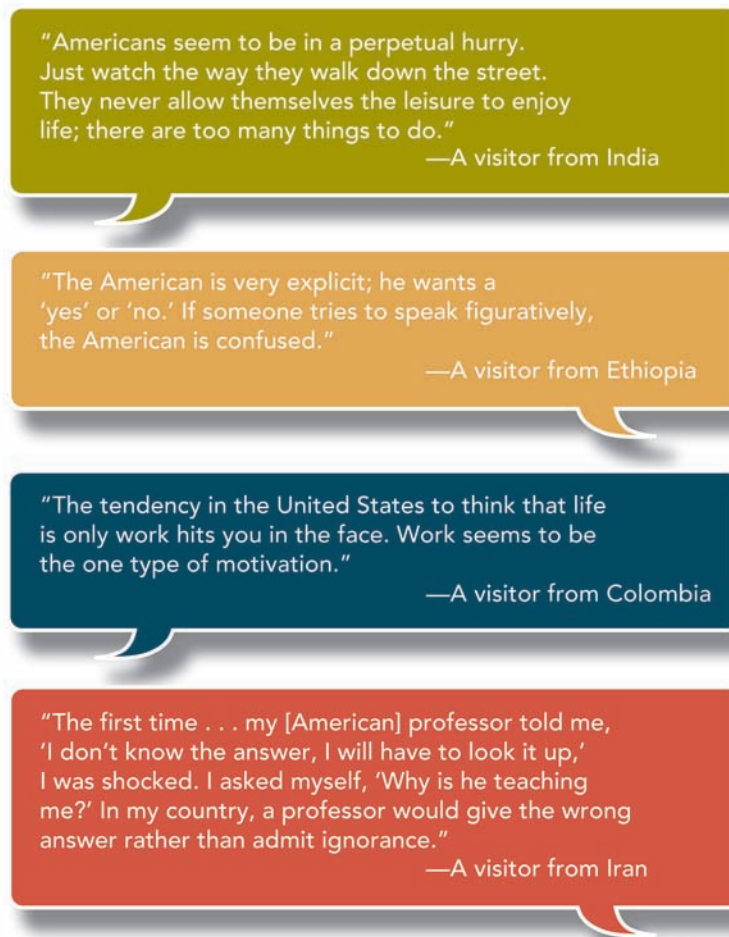 “Americans seem to be in a perpetual hurry.
Just watch the way they walk down the street.
They never allow themselves the leisure to enjoy
life; there are too many things to do.”
—A visitor from India
“The American is very explicit; he wants a
‘yes’ or ‘no.’ If someone tries to speak figuratively,
the American is confused.”
—A visitor from Ethiopia
“The tendency in the United States to think that life
is only work hits you in the face. Work seems to be
the one type of motivation.”
—A visitor from Colombia
“The first time . . . my [American] professor told me,
‘I don’t know the answer, I will have to look it up,’
I was shocked. I asked myself, ‘Why is he teaching
me?’ In my country, a professor would give the wrong
answer rather than admit ignorance.”
—A visitor from Iran